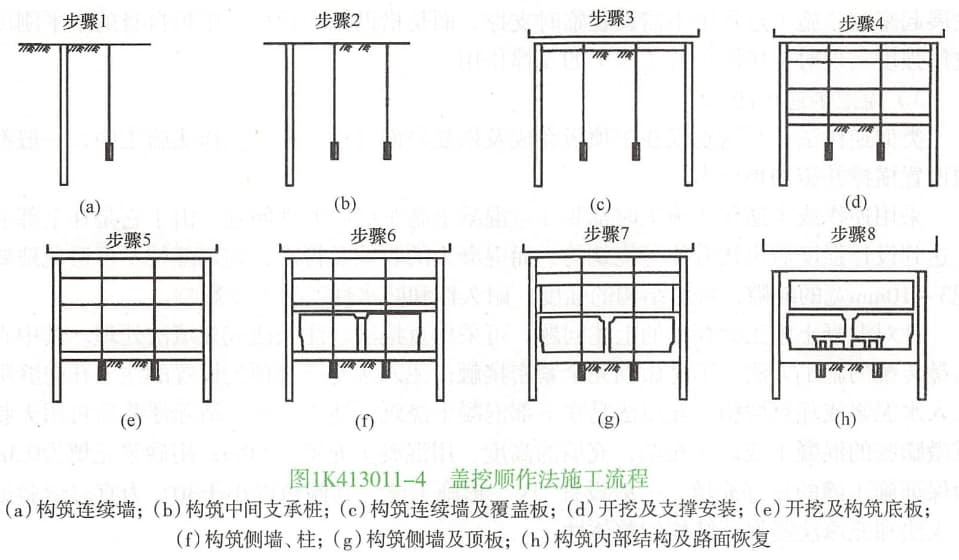 步骤1 步骤2 步骤3 步骤4
(a) (b) (c) (d)
步骤5 步骤6 步骤7 步骤8
(e) (f) (g) (h)
图1K413011-4 盖挖顺作法施工流程
(a)构筑连续墙；(b)构筑中间支承桩；(c)构筑连续墙及覆盖板；(d)开挖及支撑安装；(e)开挖及构筑底板；
(f)构筑侧墙、柱；(g)构筑侧墙及顶板；(h)构筑内部结构及路面恢复